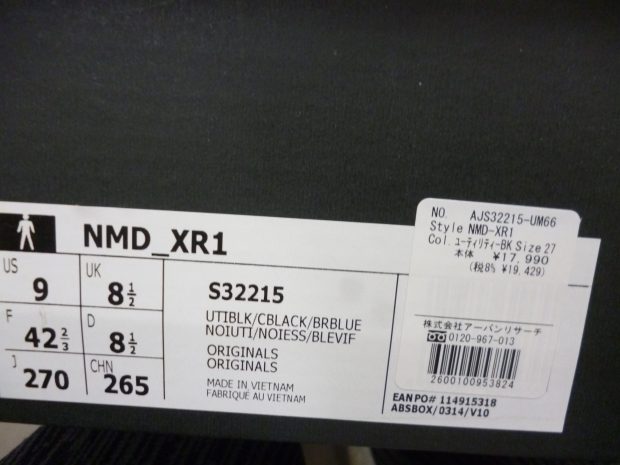 NMD_XR1
US
9
UK
8 1/2
F
42 2/3
D
8 1/2
J
270
CHN
265
S32215
UTIBLK/CBLACK/BRBLUE
NOIUTI/NOIESS/BLEVIF
ORIGINALS
ORIGINALS
MADE IN VIETNAM
FABRIQUÉ AU VIETNAM
NO. AJS32215-UM66
Style NMD-XR1
Col. ユーティリティ-BK Size 27
本体 ¥17,990
(税8% ¥19,429)
株式会社アーバンリサーチ
0120-967-013
2600100953824
EAN PO# 114915318
ABSBOX/0314/V10